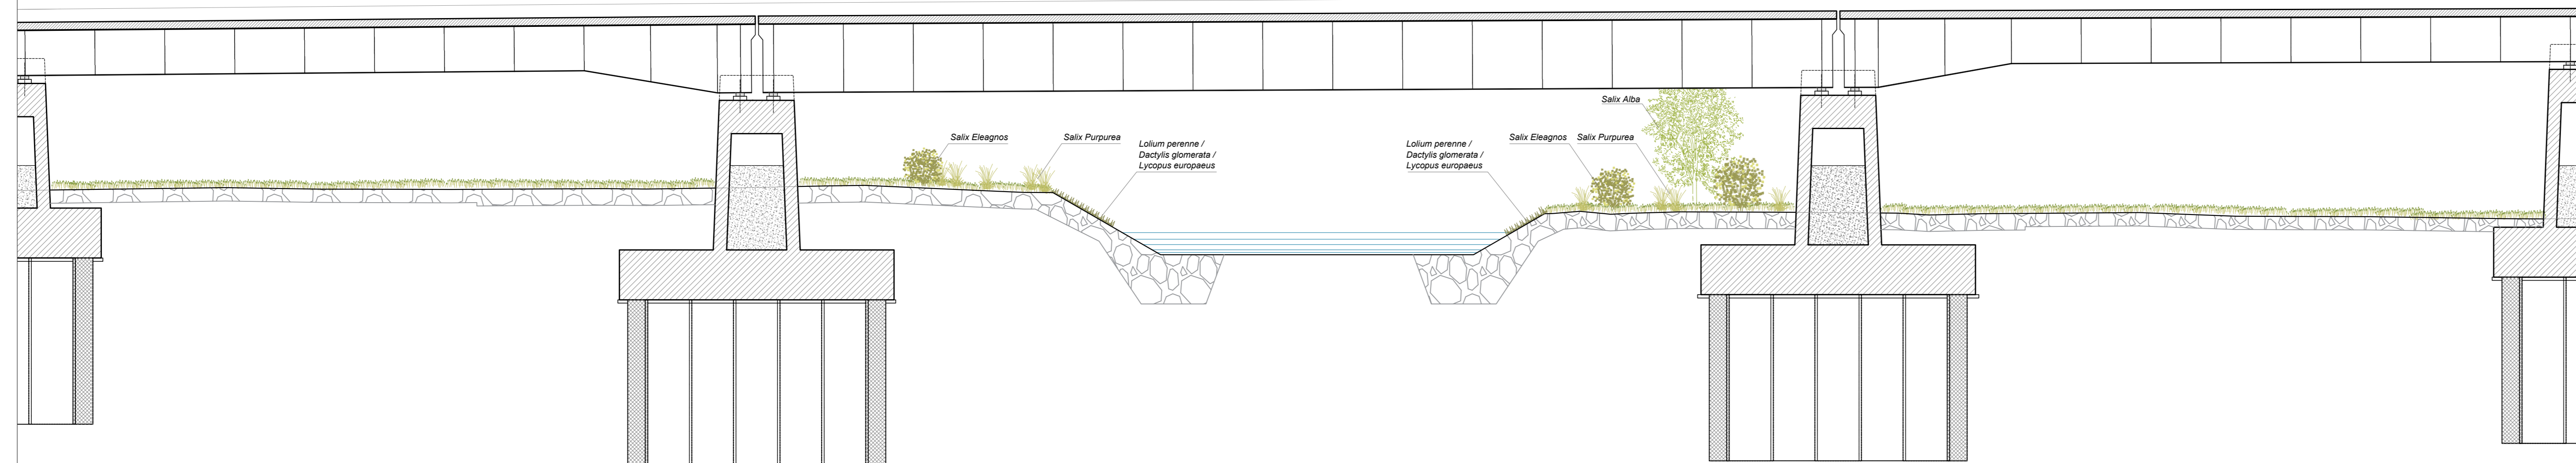 Salix Alba
Salix Eleagnos
Salix Purpurea
Lolium perenne /
Dactylis glomerata /
Lycopus europaeus
Lolium perenne /
Dactylis glomerata /
Lycopus europaeus
Salix Eleagnos
Salix Purpurea